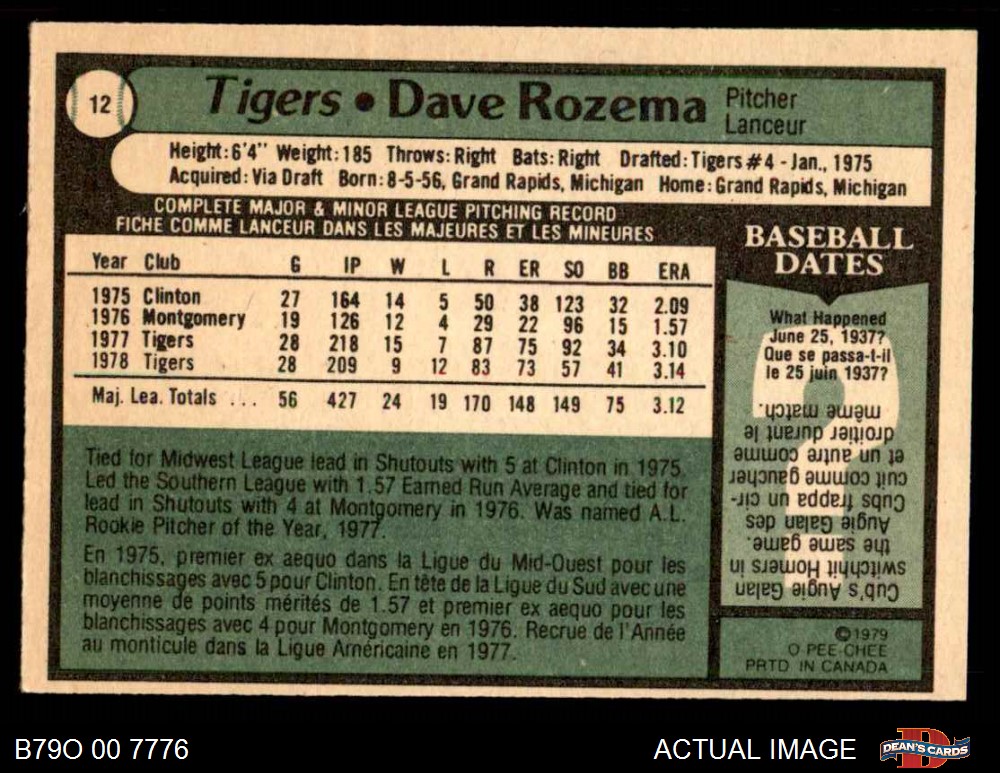 12
Tigers • Dave Rozema
Pitcher
Lanceur
Height: 6'4" Weight: 185 Throws: Right Bats: Right Drafted: Tigers #4 - Jan., 1975
Acquired: Via Draft Born: 8-5-56, Grand Rapids, Michigan Home: Grand Rapids, Michigan
COMPLETE MAJOR & MINOR LEAGUE PITCHING RECORD
FICHE COMME LANCEUR DANS LES MAJEURES ET LES MINEURES
Year Club G IP W L R ER SO BB ERA
1975 Clinton 27 164 14 5 50 38 123 32 2.09
1976 Montgomery 19 126 12 4 29 22 96 15 1.57
1977 Tigers 28 218 15 7 87 75 92 34 3.10
1978 Tigers 28 209 9 12 83 73 57 41 3.14
Maj. Lea. Totals ... 56 427 24 19 170 148 149 75 3.12
Tied for Midwest League lead in Shutouts with 5 at Clinton in 1975.
Led the Southern League with 1.57 Earned Run Average and tied for
lead in Shutouts with 4 at Montgomery in 1976. Was named A.L.
Rookie Pitcher of the Year, 1977.
En 1975, premier ex aequo dans la Ligue du Mid-Ouest pour les
blanchissages avec 5 pour Clinton. En tête de la Ligue du Sud avec une
moyenne de points mérités de 1.57 et premier ex aequo pour les
blanchissages avec 4 pour Montgomery en 1976. Recrue de l'Année
au monticule dans la Ligue Américaine en 1977.
BASEBALL
DATES
What Happened
June 25, 1937?
Que se passa-t-il
le 25 juin 1937?
Cub's Augie Galan
switchhit Homers in
the same game.
Augie Galan des
Cubs frappa un cir-
cuit comme gaucher
et un autre comme
droitier durant le
même match.
©1979
O PEE-CHEE
PRTD IN CANADA
B79O 00 7776
ACTUAL IMAGE
DEAN'S CARDS